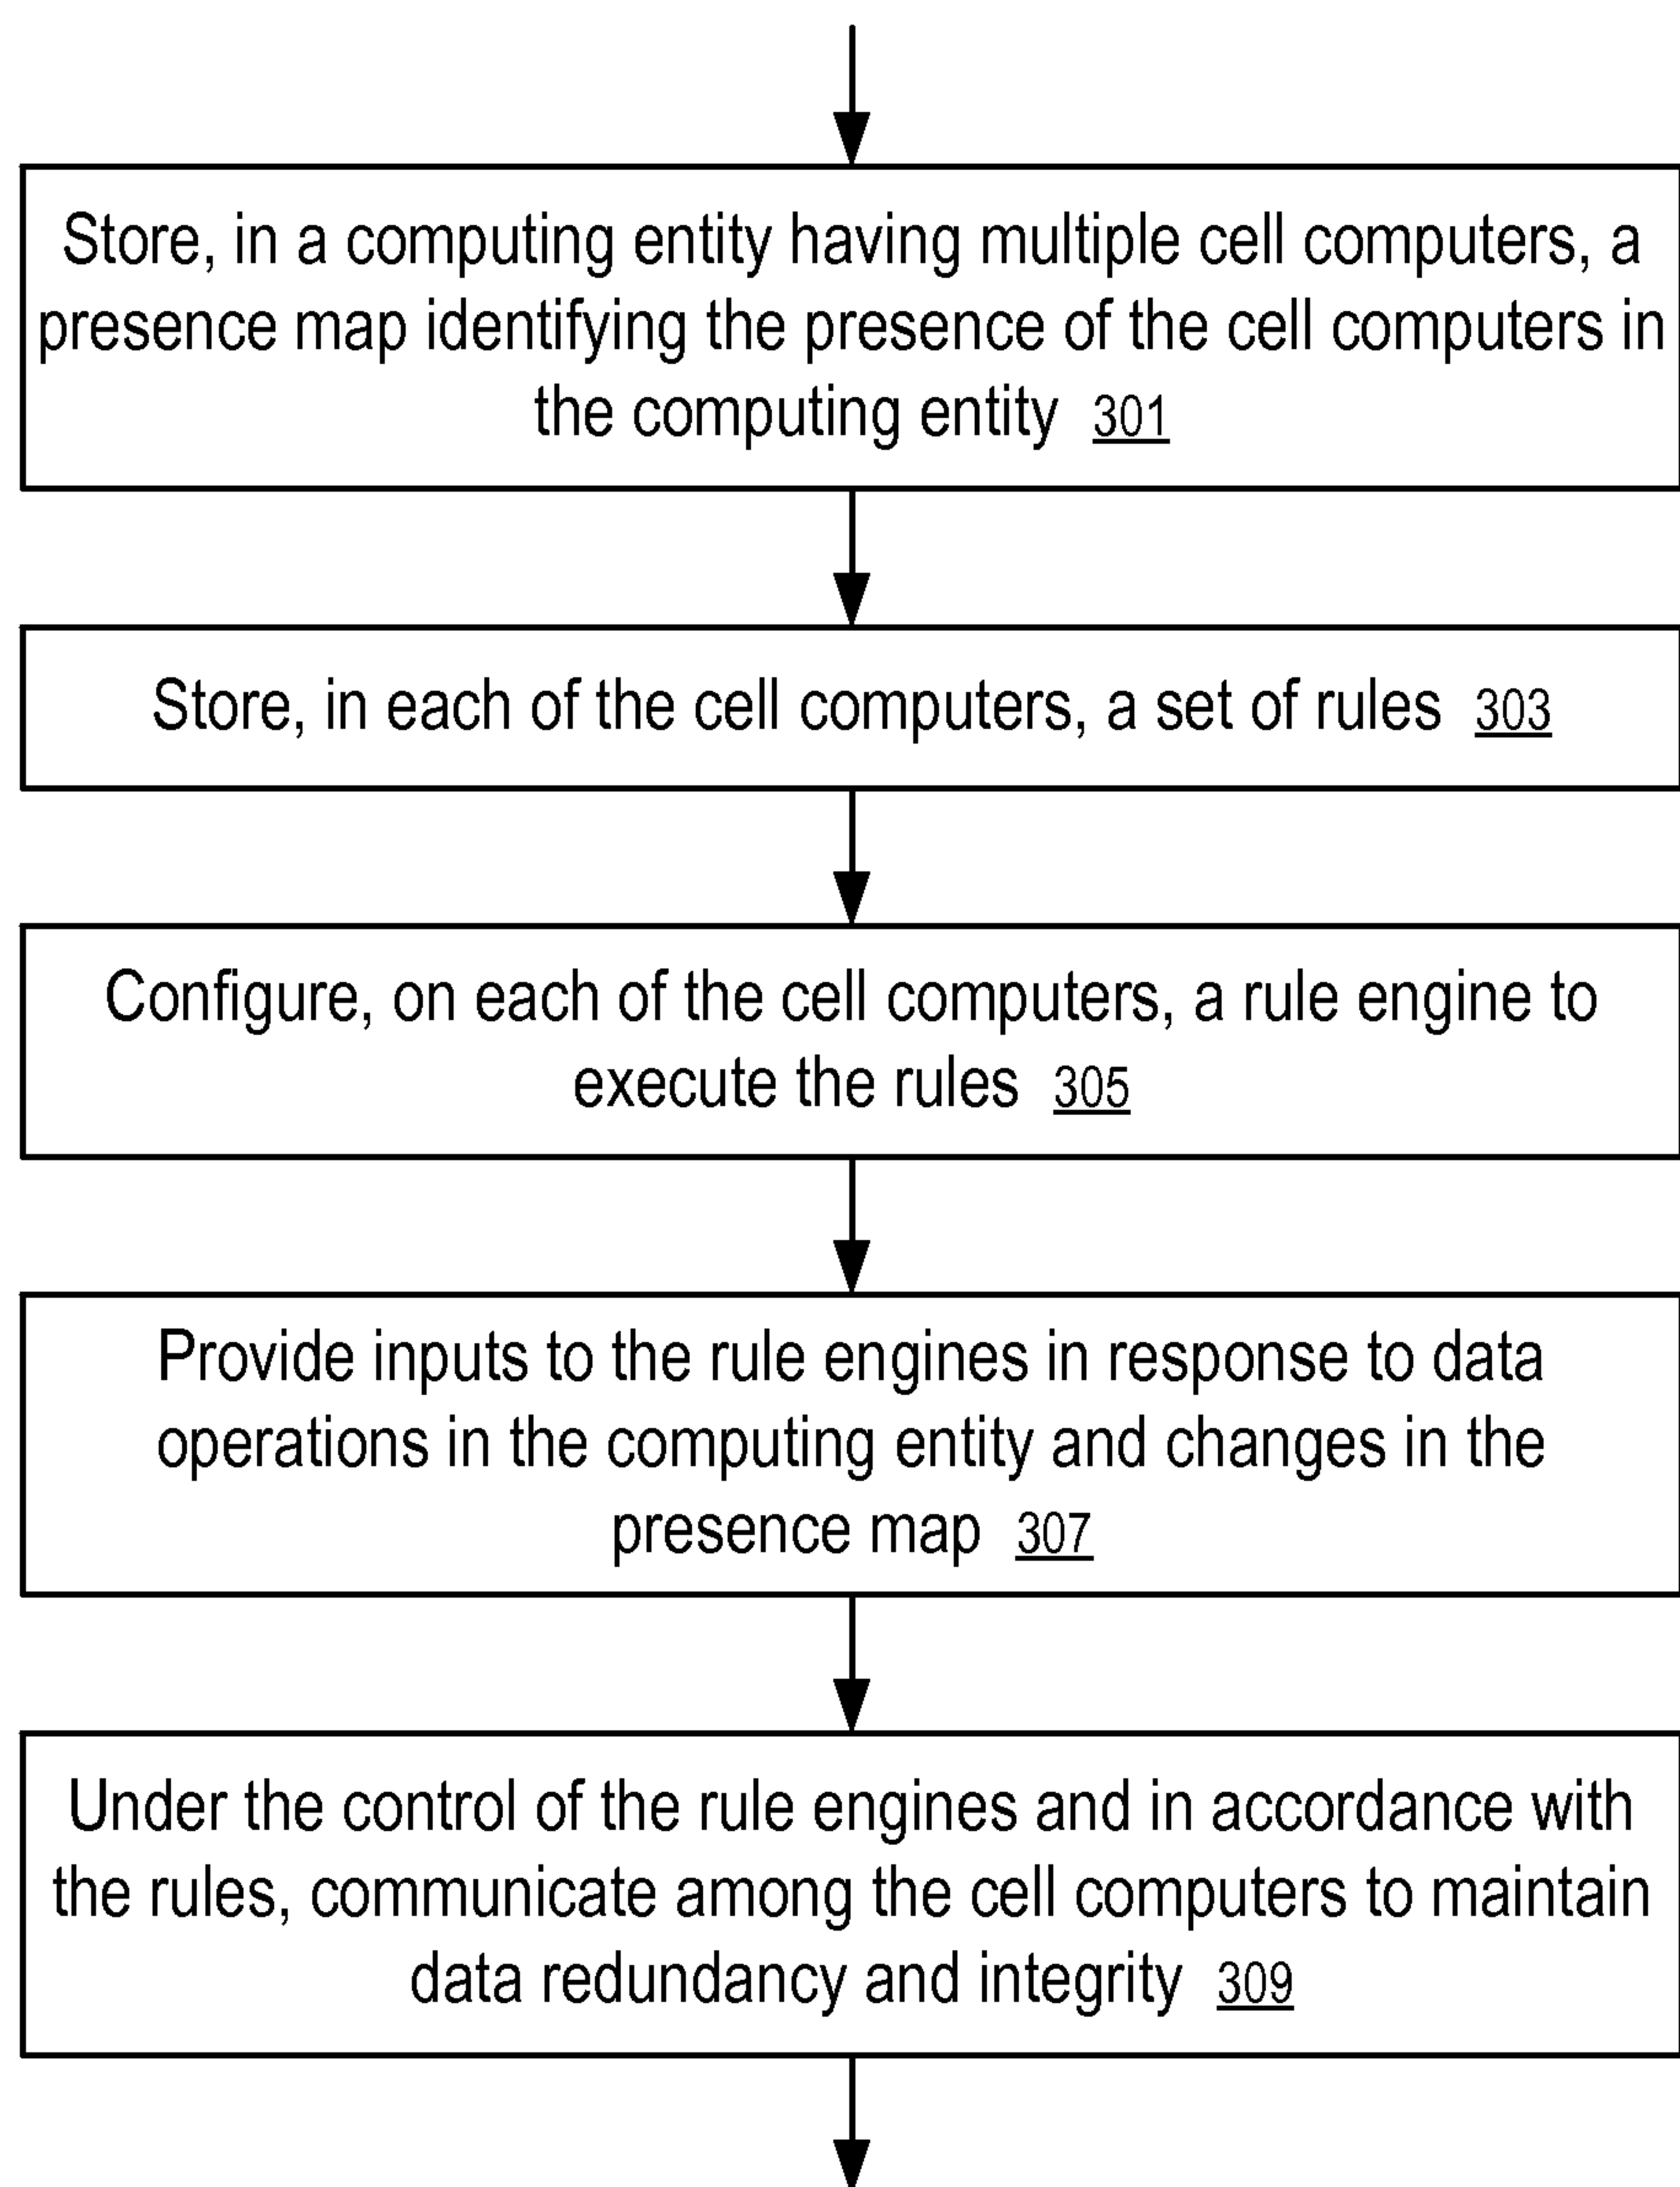 Store, in a computing entity having multiple cell computers, a
presence map identifying the presence of the cell computers in
the computing entity 301
Store, in each of the cell computers, a set of rules 303
Configure, on each of the cell computers, a rule engine to
execute the rules 305
Provide inputs to the rule engines in response to data
operations in the computing entity and changes in the
presence map 307
Under the control of the rule engines and in accordance with
the rules, communicate among the cell computers to maintain
data redundancy and integrity 309